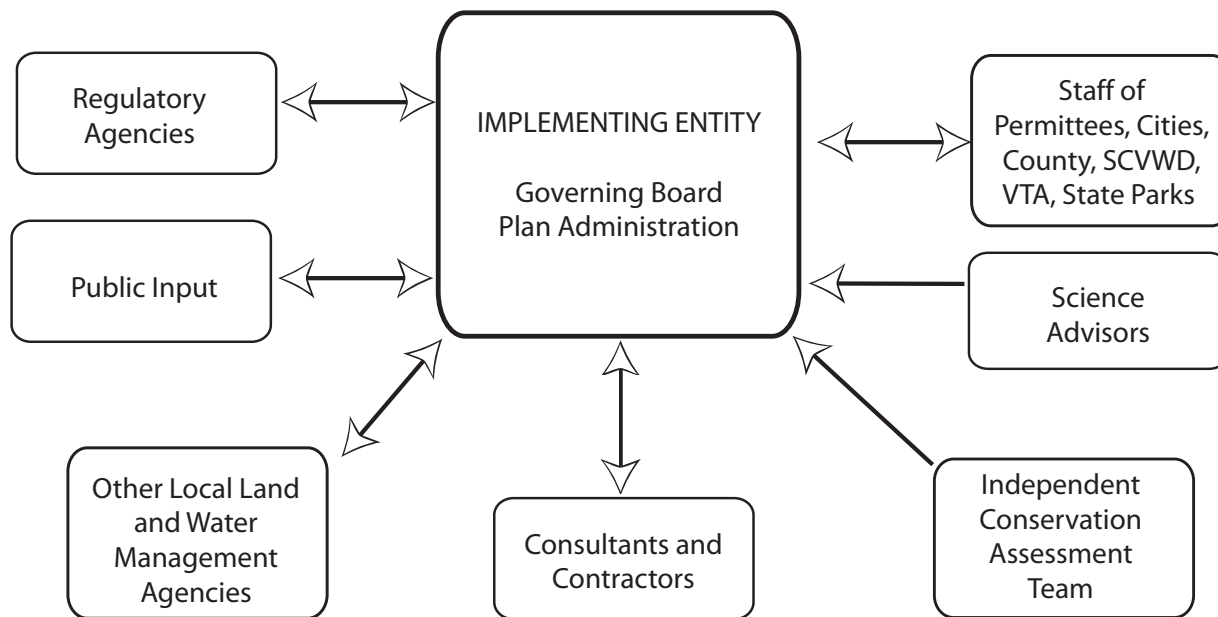 Regulatory
Agencies
IMPLEMENTING ENTITY
Governing Board
Plan Administration
Staff of
Permittees, Cities,
County, SCVWD,
VTA, State Parks
Public Input
Science
Advisors
Other Local Land
and Water
Management
Agencies
Consultants and
Contractors
Independent
Conservation
Assessment
Team